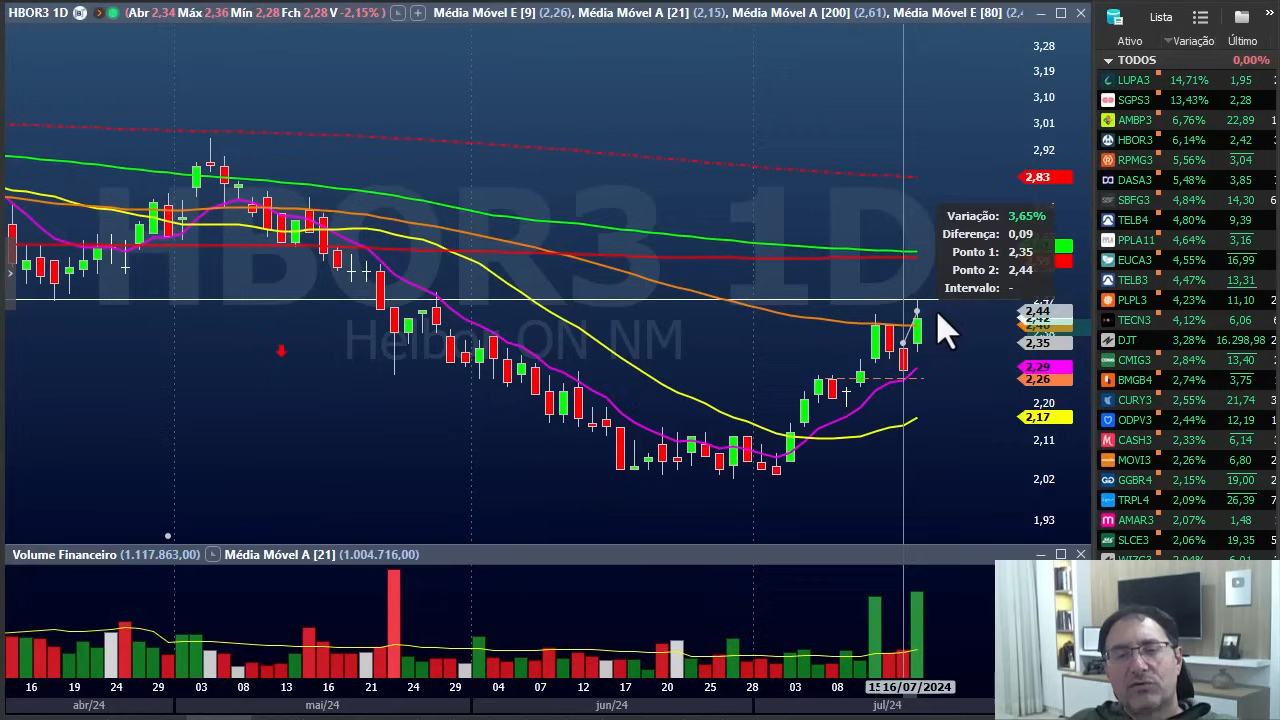 HBOR3 1D (Abr 2,34 Máx 2,36 Mín 2,28 Fch 2,28 V -2,15% ) Média Móvel E [9] (2,26), Média Móvel A [21] (2,15), Média Móvel A [200] (2,61), Média Móvel E [80] (2,4
3,28
3,19
3,10
3,01
2,92
2,83
HBOR3 1D
Helbor ON NM
Variação: 3,65%
Diferença: 0,09
Ponto 1: 2,35
Ponto 2: 2,44
Intervalo: -
2,44
2,35
2,29
2,26
2,20
2,17
2,11
2,02
1,93
Volume Financeiro (1.117.863,00) Média Móvel A [21] (1.004.716,00)
16 19 24 29 03 08 13 16 21 24 29 04 07 12 17 20 25 28 03 08 15 16/07/2024
abr/24 mai/24 jun/24 jul/24
Lista
Ativo Variação Último
TODOS 0,00%
LUPA3 14,71% 1,95
SGPS3 13,43% 2,28
AMBP3 6,76% 22,89
HBOR3 6,14% 2,42
RPMG3 5,56% 3,04
DASA3 5,48% 3,85
SBFG3 4,84% 14,30
TELB4 4,80% 9,39
PPLA11 4,64% 3,16
EUCA3 4,55% 16,99
TELB3 4,47% 13,31
PLPL3 4,23% 11,10
TECN3 4,12% 6,06
DJT 3,28% 16.298,98
CMIG3 2,84% 13,40
BMGB4 2,74% 3,75
CURY3 2,55% 21,74
ODPV3 2,44% 12,19
CASH3 2,33% 6,14
MOVI3 2,26% 6,80
GGBR4 2,15% 19,00
TRPL4 2,09% 26,39
AMAR3 2,07% 1,48
SLCE3 2,06% 19,35